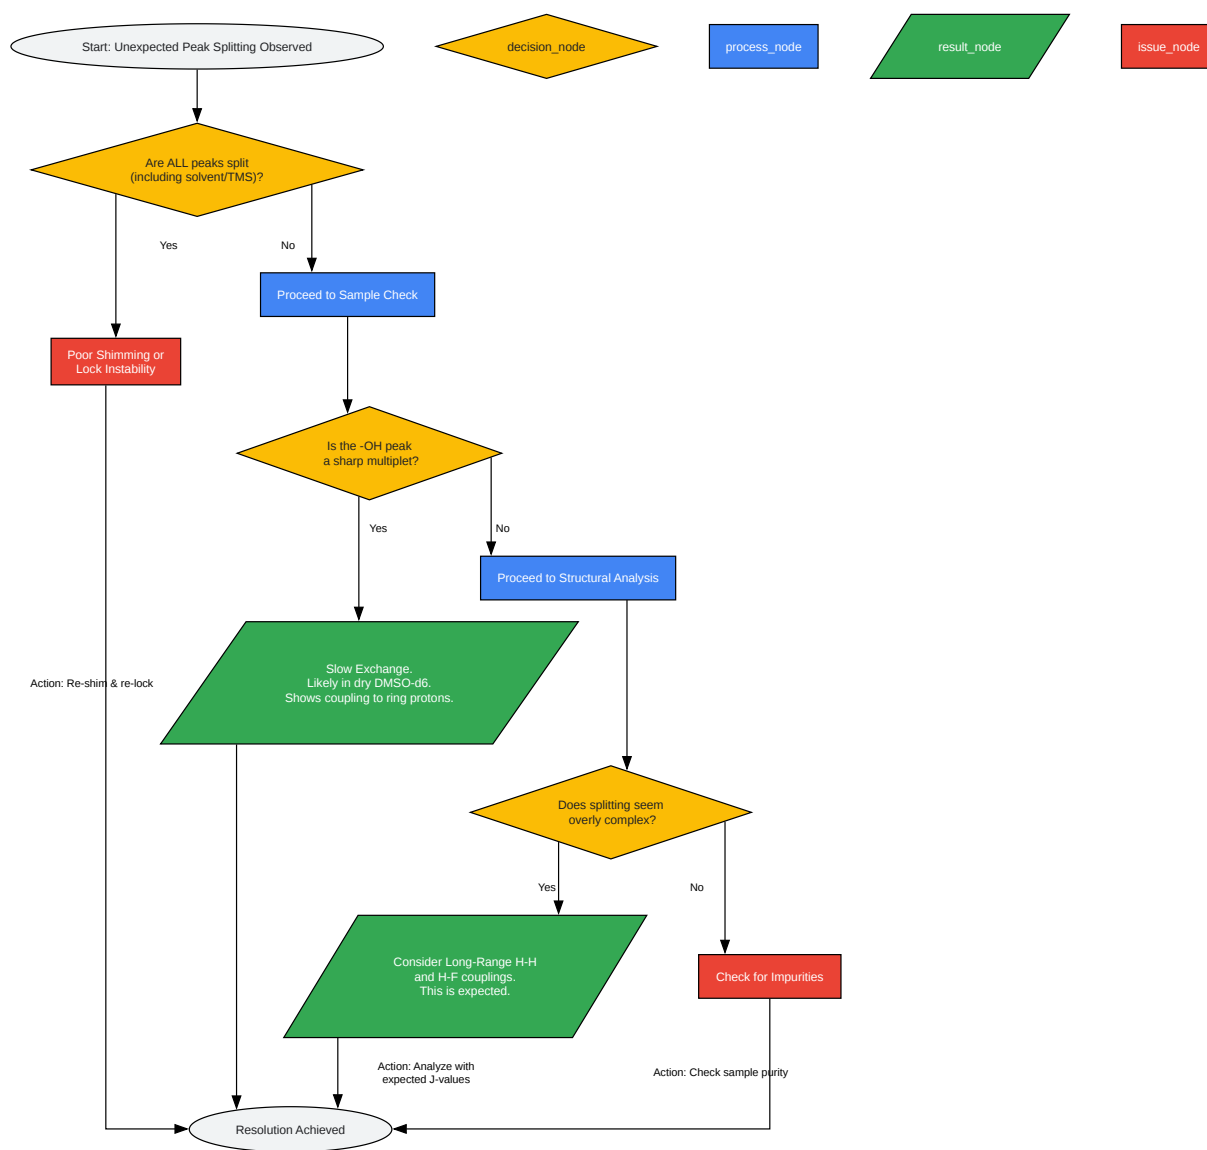 Start: Unexpected Peak Splitting Observed
decision_node
process_node
result_node
issue_node
Are ALL peaks split
(including solvent/TMS)?
Yes
No
Proceed to Sample Check
Poor Shimming or
Lock Instability
Is the -OH peak
a sharp multiplet?
Yes
No
Proceed to Structural Analysis
Slow Exchange.
Likely in dry DMSO-d6.
Shows coupling to ring protons.
Action: Re-shim & re-lock
Does splitting seem
overly complex?
Yes
No
Consider Long-Range H-H
and H-F couplings.
This is expected.
Check for Impurities
Action: Analyze with
expected J-values
Action: Check sample purity
Resolution Achieved